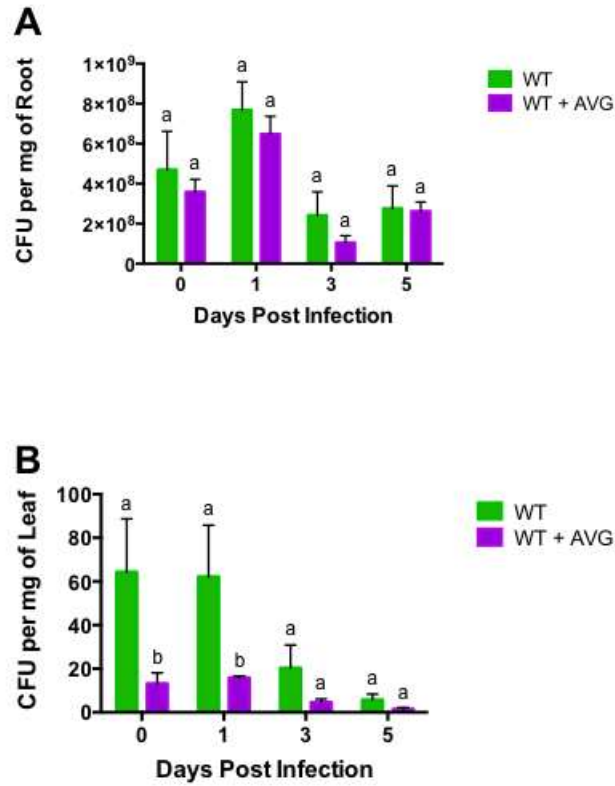 A
CFU per mg of Root
1×10⁹
8×10⁸
6×10⁸
4×10⁸
2×10⁸
0
a
a
a
a
a
a
a
a
0 1 3 5
Days Post Infection
WT
WT + AVG
B
CFU per mg of Leaf
100
80
60
40
20
0
a
b
a
b
a
a
a
a
0 1 3 5
Days Post Infection
WT
WT + AVG